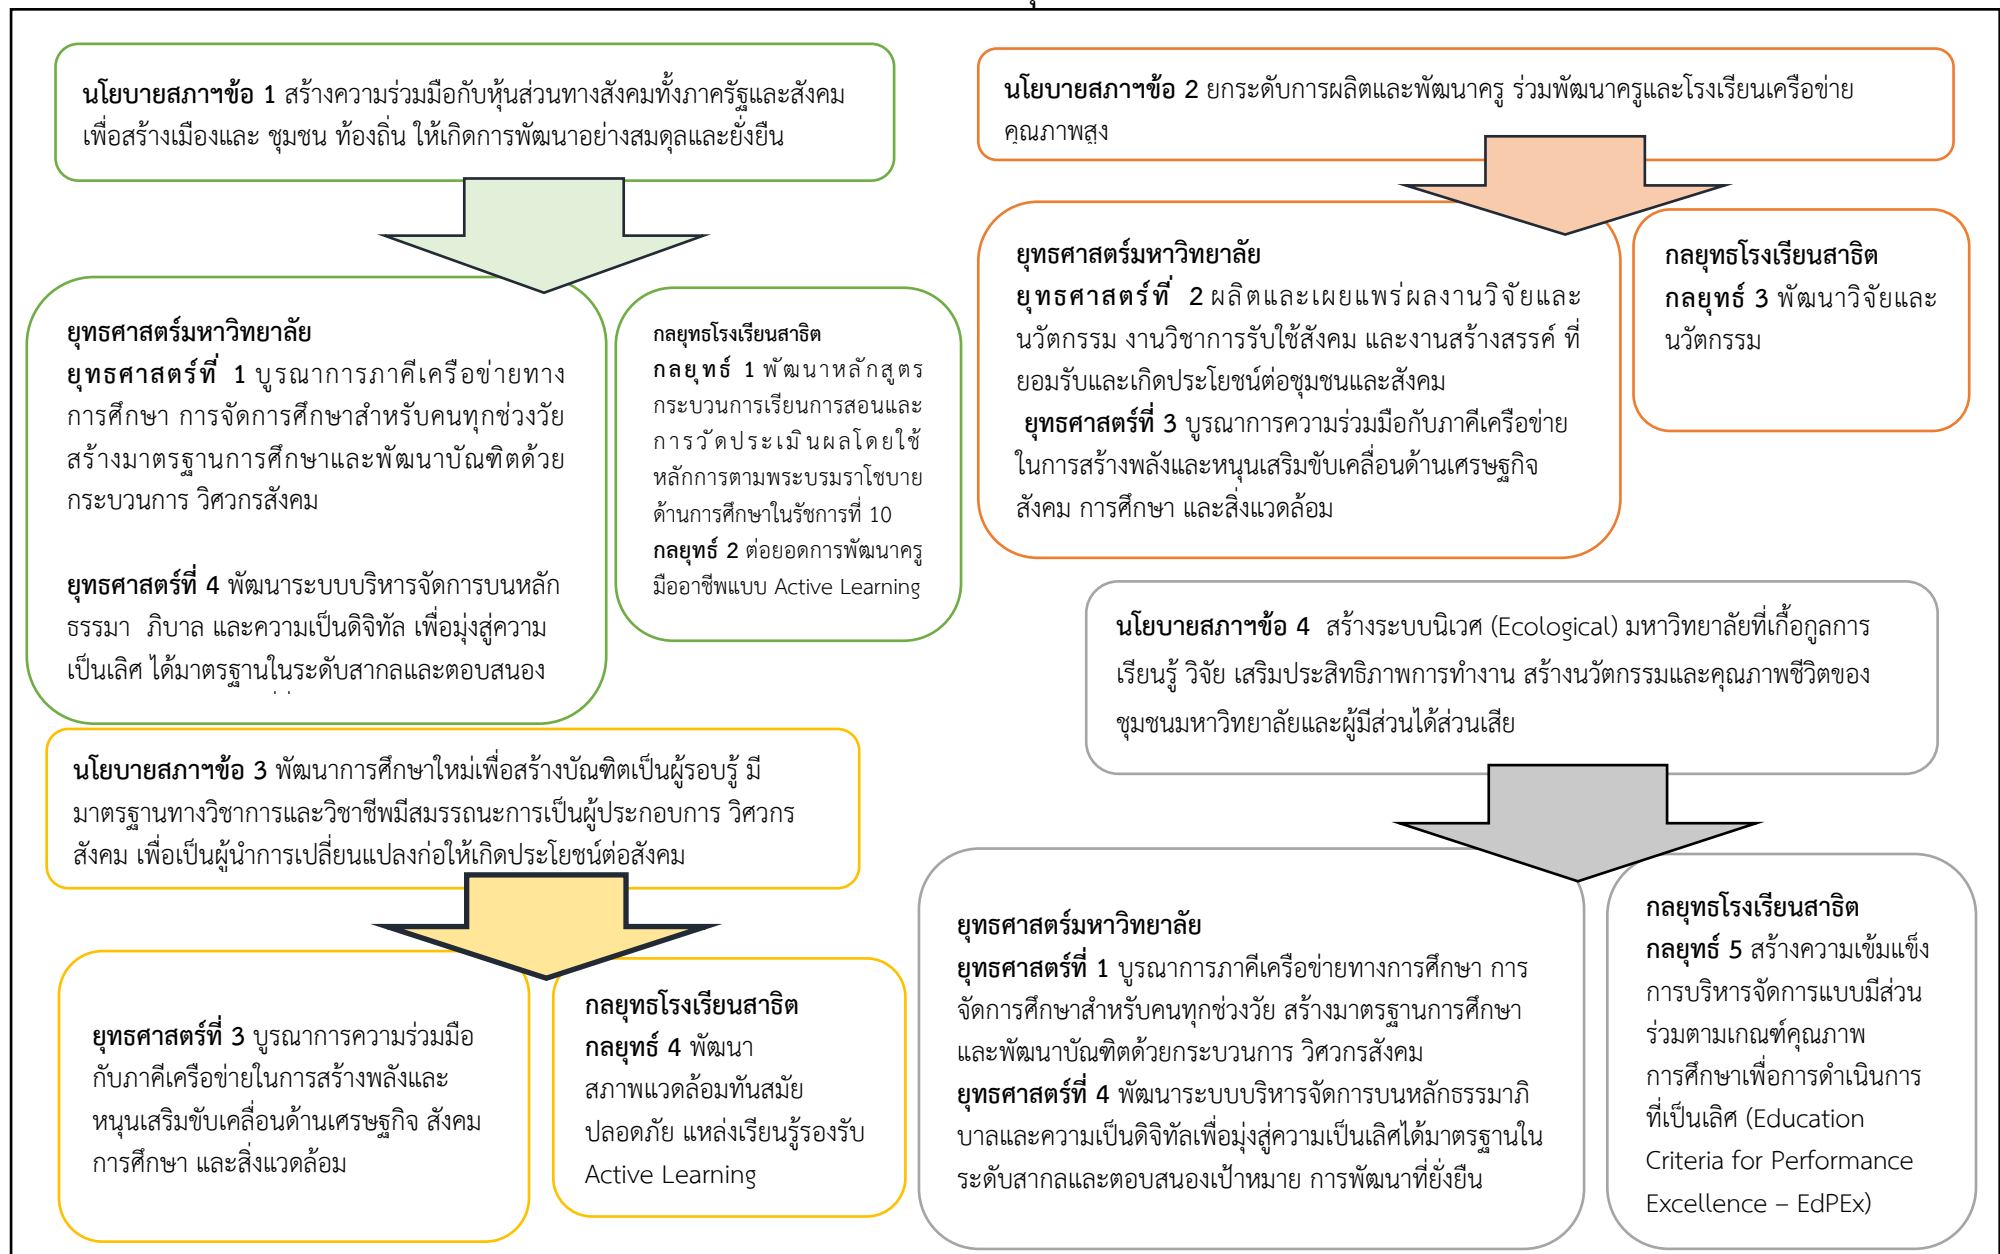 นโยบายสภาฯข้อ 1 สร้างความร่วมมือกับหุ้นส่วนทางสังคมทั้งภาครัฐและสังคม
เพื่อสร้างเมืองและ ชุมชน ท้องถิ่น ให้เกิดการพัฒนาอย่างสมดุลและยั่งยืน
ยุทธศาสตร์มหาวิทยาลัย
ยุทธศาสตร์ที่ 1 บูรณาการภาคีเครือข่ายทาง
การศึกษา การจัดการศึกษาสำหรับคนทุกช่วงวัย
สร้างมาตรฐานการศึกษาและพัฒนาบัณฑิตด้วย
กระบวนการ วิศวกรสังคม
ยุทธศาสตร์ที่ 4 พัฒนาระบบบริหารจัดการบนหลัก
ธรรมา ภิบาล และความเป็นดิจิทัล เพื่อมุ่งสู่ความ
เป็นเลิศ ได้มาตรฐานในระดับสากลและตอบสนอง
กลยุทธโรงเรียนสาธิต
กลยุทธ์ 1 พัฒนาหลักสูตร
กระบวนการเรียนการสอนและ
การวัดประเมินผลโดยใช้
หลักการตามพระบรมราโชบาย
ด้านการศึกษาในรัชการที่ 10
กลยุทธ์ 2 ต่อยอดการพัฒนาครู
มืออาชีพแบบ Active Learning
นโยบายสภาฯข้อ 2 ยกระดับการผลิตและพัฒนาครู ร่วมพัฒนาครูและโรงเรียนเครือข่าย
คุณภาพสูง
ยุทธศาสตร์มหาวิทยาลัย
ยุทธศาสตร์ที่ 2 ผลิตและเผยแพร่ผลงานวิจัยและ
นวัตกรรม งานวิชาการรับใช้สังคม และงานสร้างสรรค์ ที่
ยอมรับและเกิดประโยชน์ต่อชุมชนและสังคม
ยุทธศาสตร์ที่ 3 บูรณาการความร่วมมือกับภาคีเครือข่าย
ในการสร้างพลังและหนุนเสริมขับเคลื่อนด้านเศรษฐกิจ
สังคม การศึกษา และสิ่งแวดล้อม
กลยุทธโรงเรียนสาธิต
กลยุทธ์ 3 พัฒนาวิจัยและ
นวัตกรรม
นโยบายสภาฯข้อ 3 พัฒนาการศึกษาใหม่เพื่อสร้างบัณฑิตเป็นผู้รอบรู้ มี
มาตรฐานทางวิชาการและวิชาชีพมีสมรรถนะการเป็นผู้ประกอบการ วิศวกร
สังคม เพื่อเป็นผู้นำการเปลี่ยนแปลงก่อให้เกิดประโยชน์ต่อสังคม
ยุทธศาสตร์ที่ 3 บูรณาการความร่วมมือ
กับภาคีเครือข่ายในการสร้างพลังและ
หนุนเสริมขับเคลื่อนด้านเศรษฐกิจ สังคม
การศึกษา และสิ่งแวดล้อม
กลยุทธโรงเรียนสาธิต
กลยุทธ์ 4 พัฒนา
สภาพแวดล้อมทันสมัย
ปลอดภัย แหล่งเรียนรู้รองรับ
Active Learning
นโยบายสภาฯข้อ 4 สร้างระบบนิเวศ (Ecological) มหาวิทยาลัยที่เกื้อกูลการ
เรียนรู้ วิจัย เสริมประสิทธิภาพการทำงาน สร้างนวัตกรรมและคุณภาพชีวิตของ
ชุมชนมหาวิทยาลัยและผู้มีส่วนได้ส่วนเสีย
ยุทธศาสตร์มหาวิทยาลัย
ยุทธศาสตร์ที่ 1 บูรณาการภาคีเครือข่ายทางการศึกษา การ
จัดการศึกษาสำหรับคนทุกช่วงวัย สร้างมาตรฐานการศึกษา
และพัฒนาบัณฑิตด้วยกระบวนการ วิศวกรสังคม
ยุทธศาสตร์ที่ 4 พัฒนาระบบบริหารจัดการบนหลักธรรมาภิ
บาลและความเป็นดิจิทัลเพื่อมุ่งสู่ความเป็นเลิศได้มาตรฐานใน
ระดับสากลและตอบสนองเป้าหมาย การพัฒนาที่ยั่งยืน
กลยุทธโรงเรียนสาธิต
กลยุทธ์ 5 สร้างความเข้มแข็ง
การบริหารจัดการแบบมีส่วน
ร่วมตามเกณฑ์คุณภาพ
การศึกษาเพื่อการดำเนินการ
ที่เป็นเลิศ (Education
Criteria for Performance
Excellence – EdPEx)